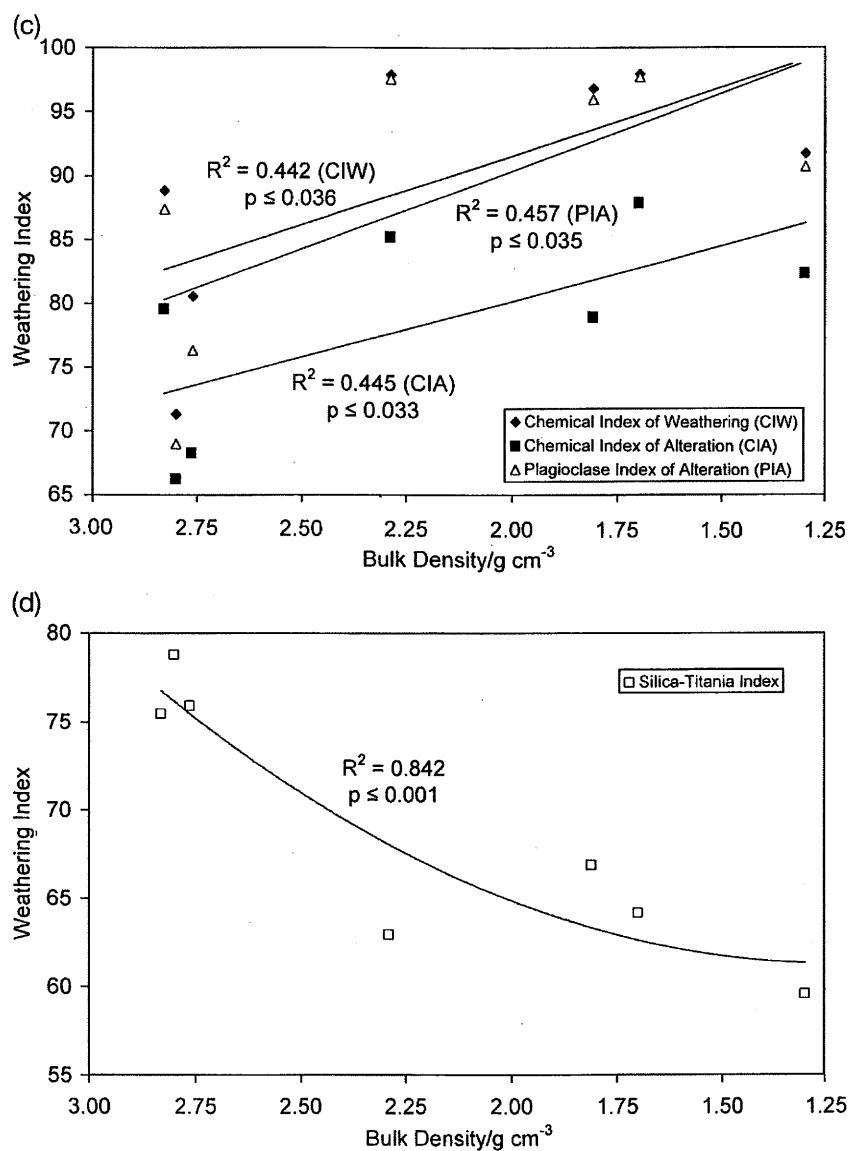 (c)
100
95
90
85
80
75
70
65
Weathering Index
R² = 0.442 (CIW)
p ≤ 0.036
R² = 0.457 (PIA)
p ≤ 0.035
R² = 0.445 (CIA)
p ≤ 0.033
Chemical Index of Weathering (CIW)
Chemical Index of Alteration (CIA)
Plagioclase Index of Alteration (PIA)
3.00 2.75 2.50 2.25 2.00 1.75 1.50 1.25
Bulk Density/g cm⁻³
(d)
80
75
70
65
60
55
Weathering Index
Silica-Titania Index
R² = 0.842
p ≤ 0.001
3.00 2.75 2.50 2.25 2.00 1.75 1.50 1.25
Bulk Density/g cm⁻³